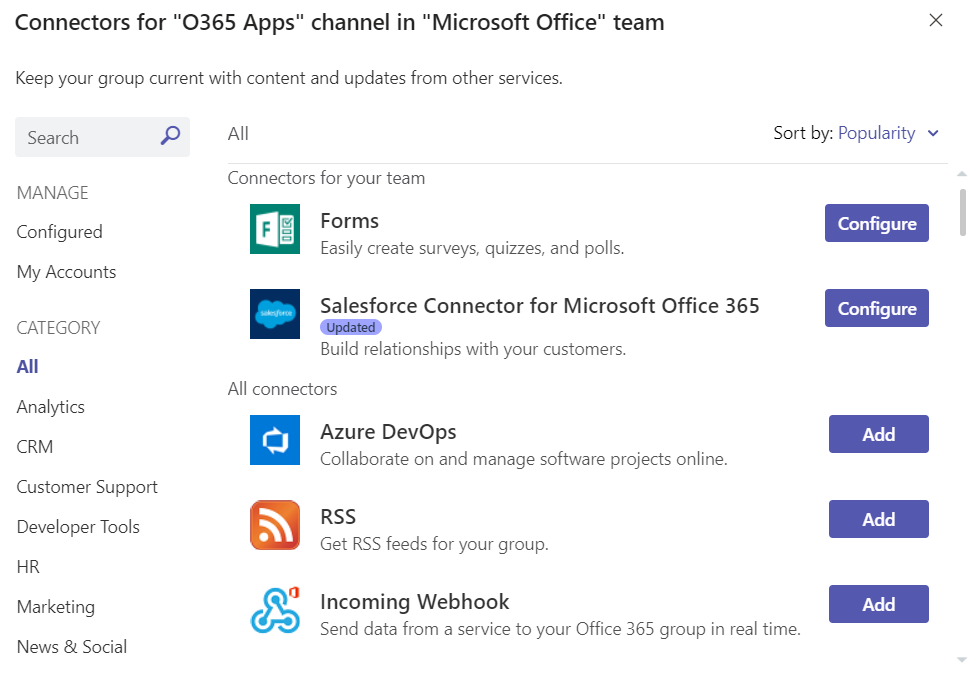 Connectors for "O365 Apps" channel in "Microsoft Office" team
Keep your group current with content and updates from other services.
Search
All
Sort by: Popularity
MANAGE
Configured
My Accounts
CATEGORY
All
Analytics
CRM
Customer Support
Developer Tools
HR
Marketing
News & Social
Connectors for your team
F
Forms
Easily create surveys, quizzes, and polls.
Configure
salesforce
Salesforce Connector for Microsoft Office 365
Updated
Build relationships with your customers.
Configure
All connectors
Azure DevOps
Collaborate on and manage software projects online.
Add
RSS
Get RSS feeds for your group.
Add
Incoming Webhook
Send data from a service to your Office 365 group in real time.
Add